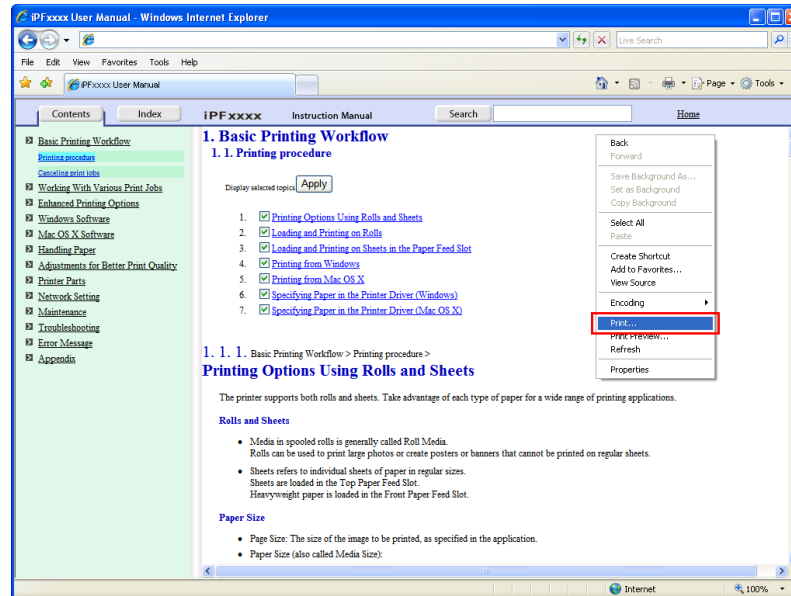 iPFxxxx User Manual - Windows Internet Explorer
Live Search
File Edit View Favorites Tools Help
iPFxxxx User Manual
Page Tools
Contents Index iPFxxxx Instruction Manual Search Home
Basic Printing Workflow
Printing procedure
Canceling print jobs
Working With Various Print Jobs
Enhanced Printing Options
Windows Software
Mac OS X Software
Handling Paper
Adjustments for Better Print Quality
Printer Parts
Network Setting
Maintenance
Troubleshooting
Error Message
Appendix
1. Basic Printing Workflow
1. 1. Printing procedure
Display selected topics Apply
1. Printing Options Using Rolls and Sheets
2. Loading and Printing on Rolls
3. Loading and Printing on Sheets in the Paper Feed Slot
4. Printing from Windows
5. Printing from Mac OS X
6. Specifying Paper in the Printer Driver (Windows)
7. Specifying Paper in the Printer Driver (Mac OS X)
1. 1. 1. Basic Printing Workflow > Printing procedure >
Printing Options Using Rolls and Sheets
The printer supports both rolls and sheets. Take advantage of each type of paper for a wide range of printing applications.
Rolls and Sheets
• Media in spooled rolls is generally called Roll Media.
Rolls can be used to print large photos or create posters or banners that cannot be printed on regular sheets.
• Sheets refers to individual sheets of paper in regular sizes.
Sheets are loaded in the Top Paper Feed Slot.
Heavyweight paper is loaded in the Front Paper Feed Slot.
Paper Size
• Page Size: The size of the image to be printed, as specified in the application.
• Paper Size (also called Media Size):
Back
Forward
Save Background As...
Set as Background
Copy Background
Select All
Paste
Create Shortcut
Add to Favorites...
View Source
Encoding
Print...
Print Preview...
Refresh
Properties
Internet 100%